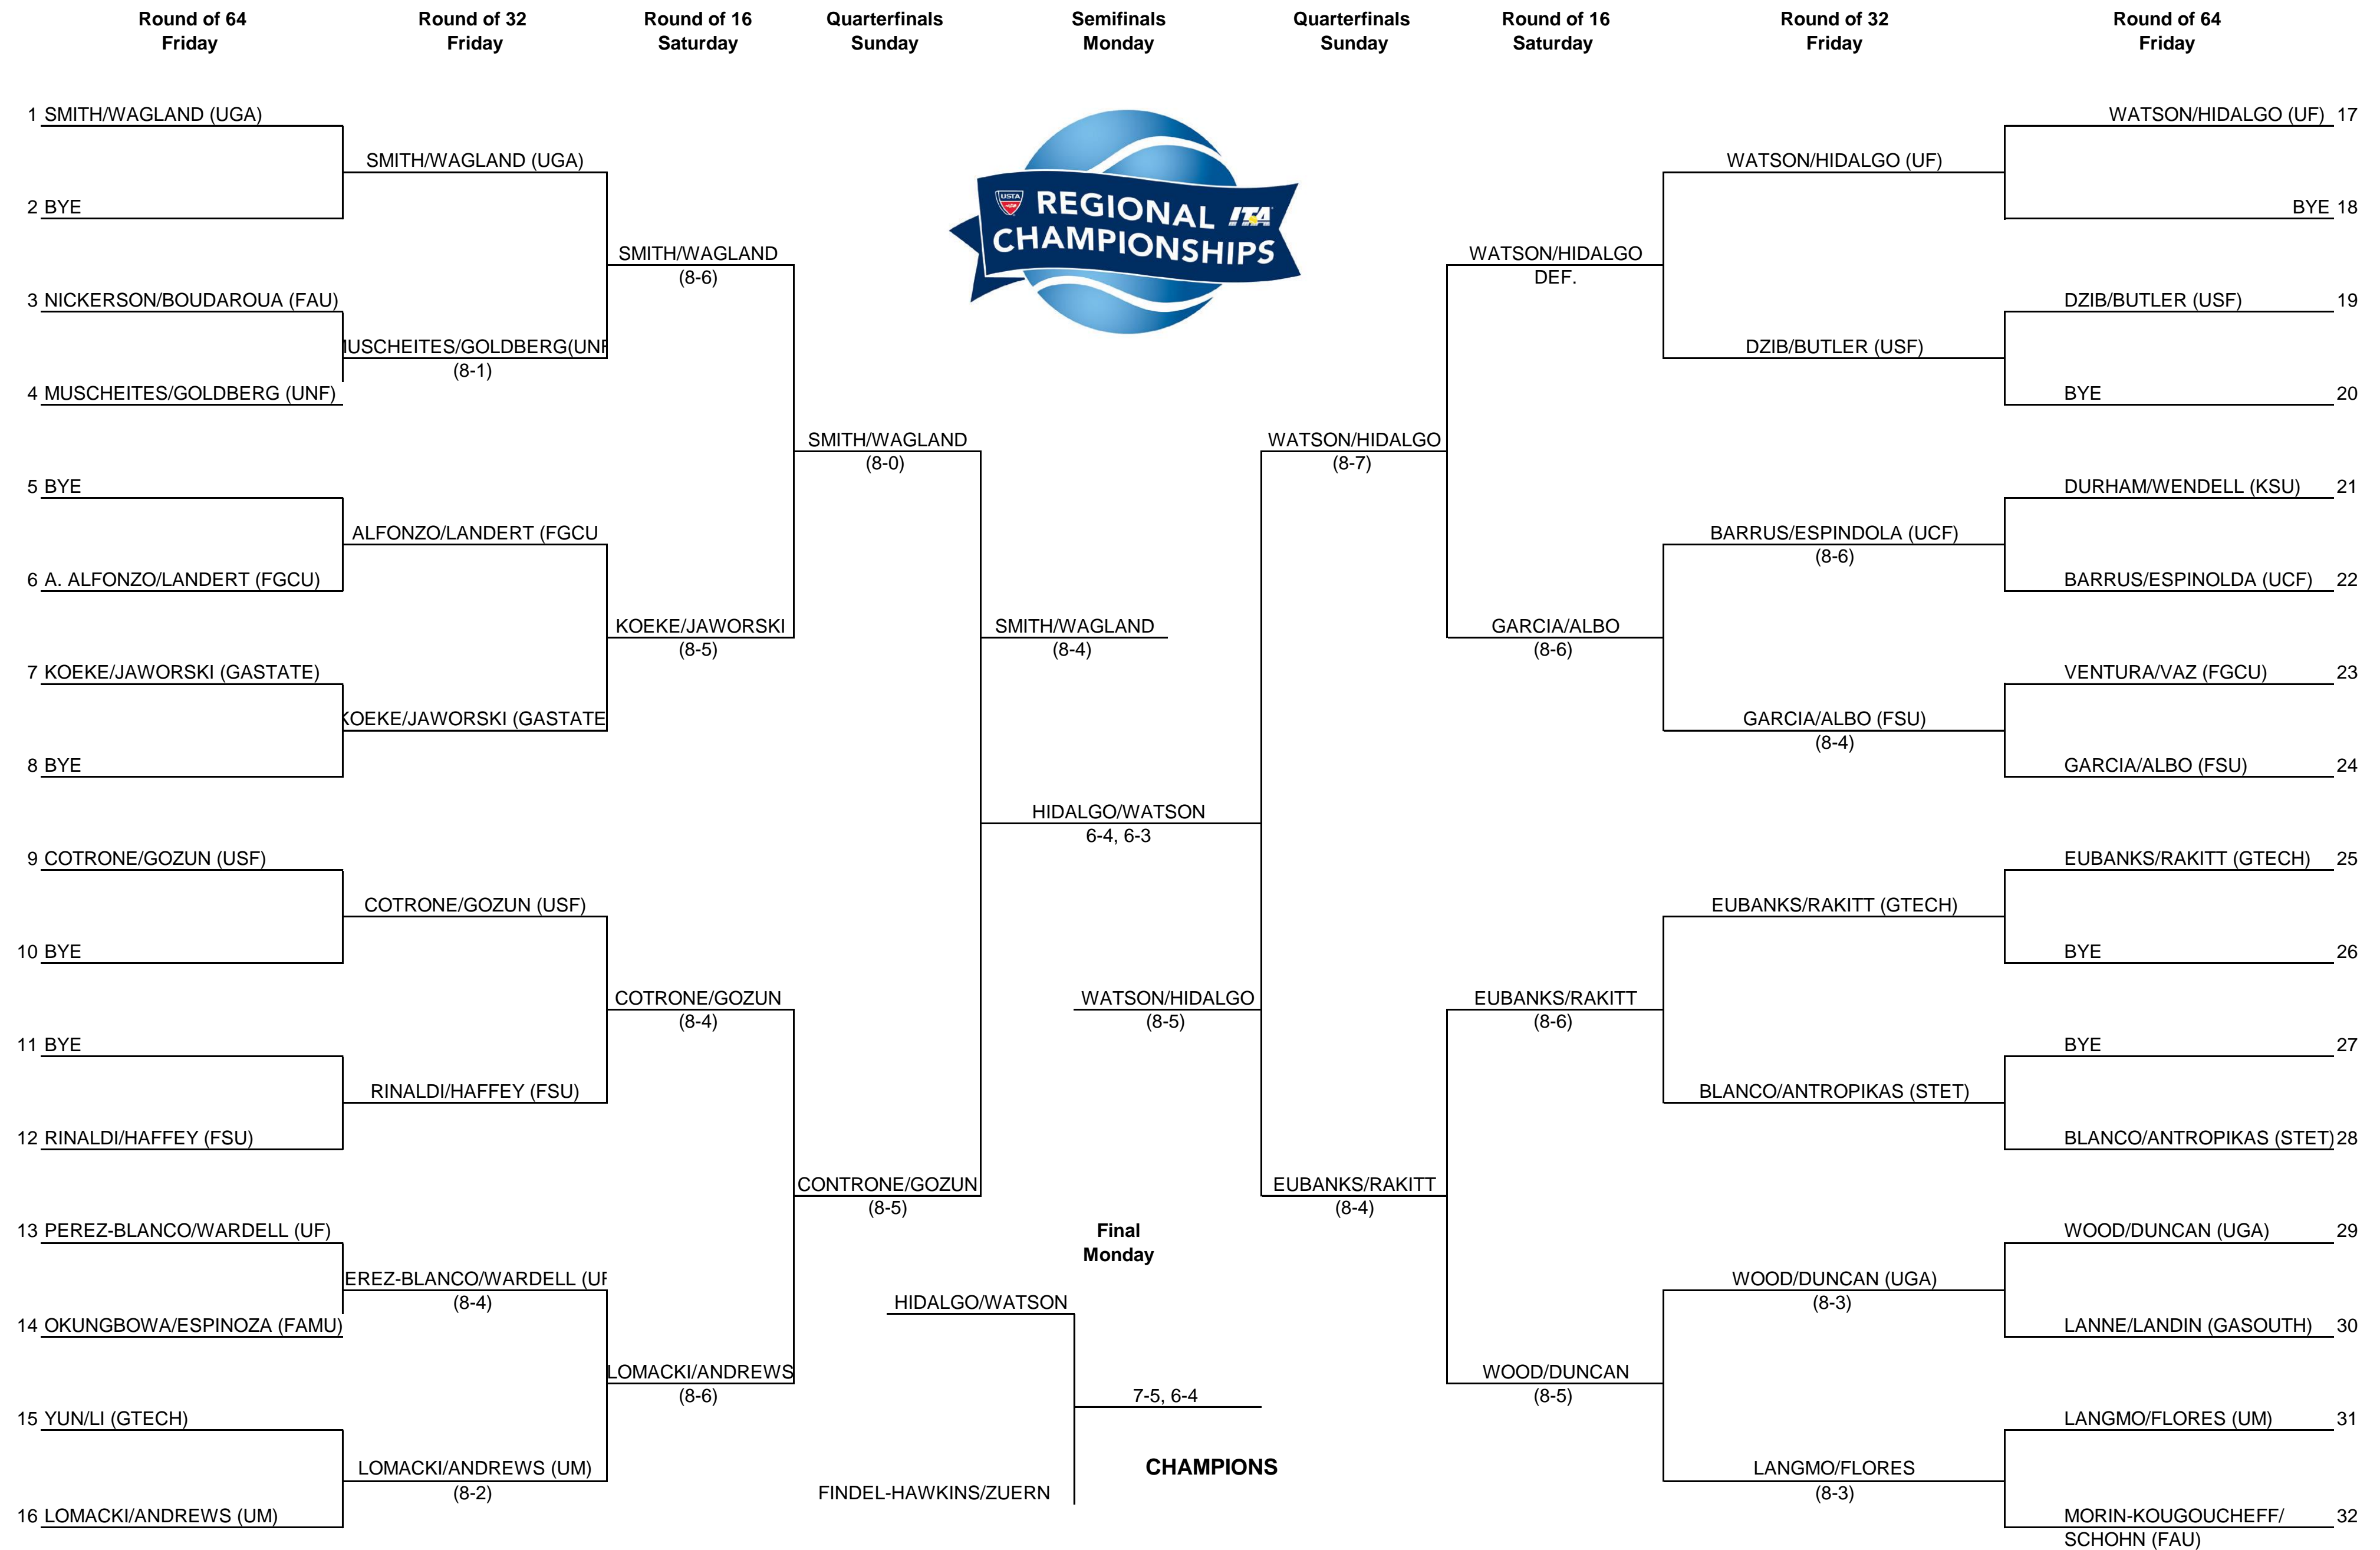 Round of 64 Round of 32 Round of 16 Quarterfinals Semifinals Quarterfinals Round of 16 Round of 32 Round of 64
Friday Friday Saturday Sunday Monday Sunday Saturday Friday Friday
1 SMITH/WAGLAND (UGA)
WATSON/HIDALGO (UF) 17
SMITH/WAGLAND (UGA)
WATSON/HIDALGO (UF)
USTA REGIONAL ITA
CHAMPIONSHIPS
2 BYE
BYE 18
SMITH/WAGLAND
(8-6)
WATSON/HIDALGO
DEF.
3 NICKERSON/BOUDAROUA (FAU)
DZIB/BUTLER (USF) 19
MUSCHEITES/GOLDBERG(UNF
(8-1)
DZIB/BUTLER (USF)
4 MUSCHEITES/GOLDBERG (UNF)
BYE 20
SMITH/WAGLAND
(8-0)
WATSON/HIDALGO
(8-7)
5 BYE
DURHAM/WENDELL (KSU) 21
ALFONZO/LANDERT (FGCU
BARRUS/ESPINDOLA (UCF)
(8-6)
6 A. ALFONZO/LANDERT (FGCU)
BARRUS/ESPINOLDA (UCF) 22
KOEKE/JAWORSKI
(8-5)
SMITH/WAGLAND
(8-4)
GARCIA/ALBO
(8-6)
7 KOEKE/JAWORSKI (GASTATE)
VENTURA/VAZ (FGCU) 23
KOEKE/JAWORSKI (GASTATE
GARCIA/ALBO (FSU)
(8-4)
8 BYE
GARCIA/ALBO (FSU) 24
HIDALGO/WATSON
6-4, 6-3
9 COTRONE/GOZUN (USF)
EUBANKS/RAKITT (GTECH) 25
COTRONE/GOZUN (USF)
EUBANKS/RAKITT (GTECH)
10 BYE
BYE 26
COTRONE/GOZUN
(8-4)
WATSON/HIDALGO
(8-5)
EUBANKS/RAKITT
(8-6)
11 BYE
BYE 27
RINALDI/HAFFEY (FSU)
BLANCO/ANTROPIKAS (STET)
12 RINALDI/HAFFEY (FSU)
BLANCO/ANTROPIKAS (STET) 28
CONTRONE/GOZUN
(8-5)
EUBANKS/RAKITT
(8-4)
13 PEREZ-BLANCO/WARDELL (UF)
Final
Monday
WOOD/DUNCAN (UGA) 29
EREZ-BLANCO/WARDELL (UF
(8-4)
WOOD/DUNCAN (UGA)
(8-3)
HIDALGO/WATSON
14 OKUNGBOWA/ESPINOZA (FAMU)
LANNE/LANDIN (GASOUTH) 30
LOMACKI/ANDREWS
(8-6)
7-5, 6-4
WOOD/DUNCAN
(8-5)
15 YUN/LI (GTECH)
LANGMO/FLORES (UM) 31
LOMACKI/ANDREWS (UM)
(8-2)
CHAMPIONS
LANGMO/FLORES
(8-3)
FINDEL-HAWKINS/ZUERN
16 LOMACKI/ANDREWS (UM)
MORIN-KOUGOUCHEFF/ 32
SCHOHN (FAU)